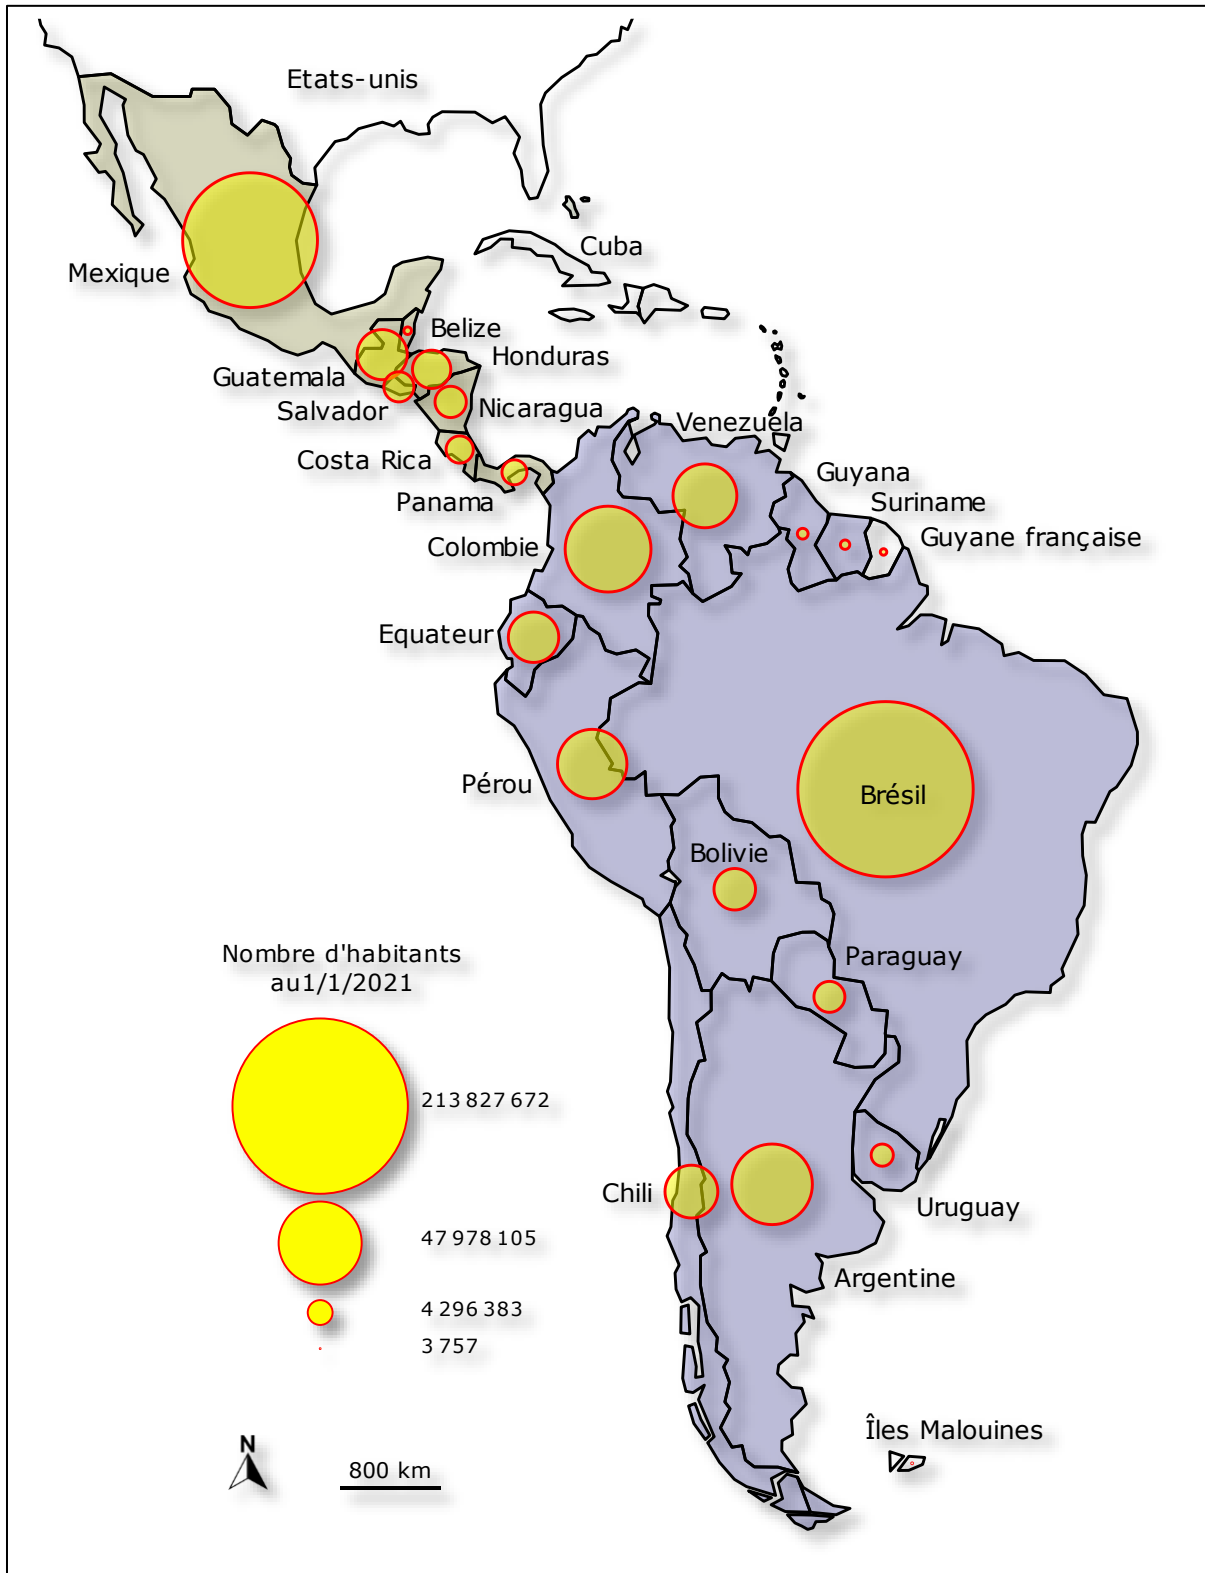 Etats-unis
Cuba
Mexique
Belize
Honduras
Guatemala
Salvador
Nicaragua
Venezuela
Costa Rica
Guyana
Panama
Suriname
Colombie
Guyane française
Equateur
Pérou
Brésil
Bolivie
Nombre d'habitants
au1/1/2021
Paraguay
213 827 672
Chili
Uruguay
47 978 105
Argentine
4 296 383
3 757
Îles Malouines
N
800 km